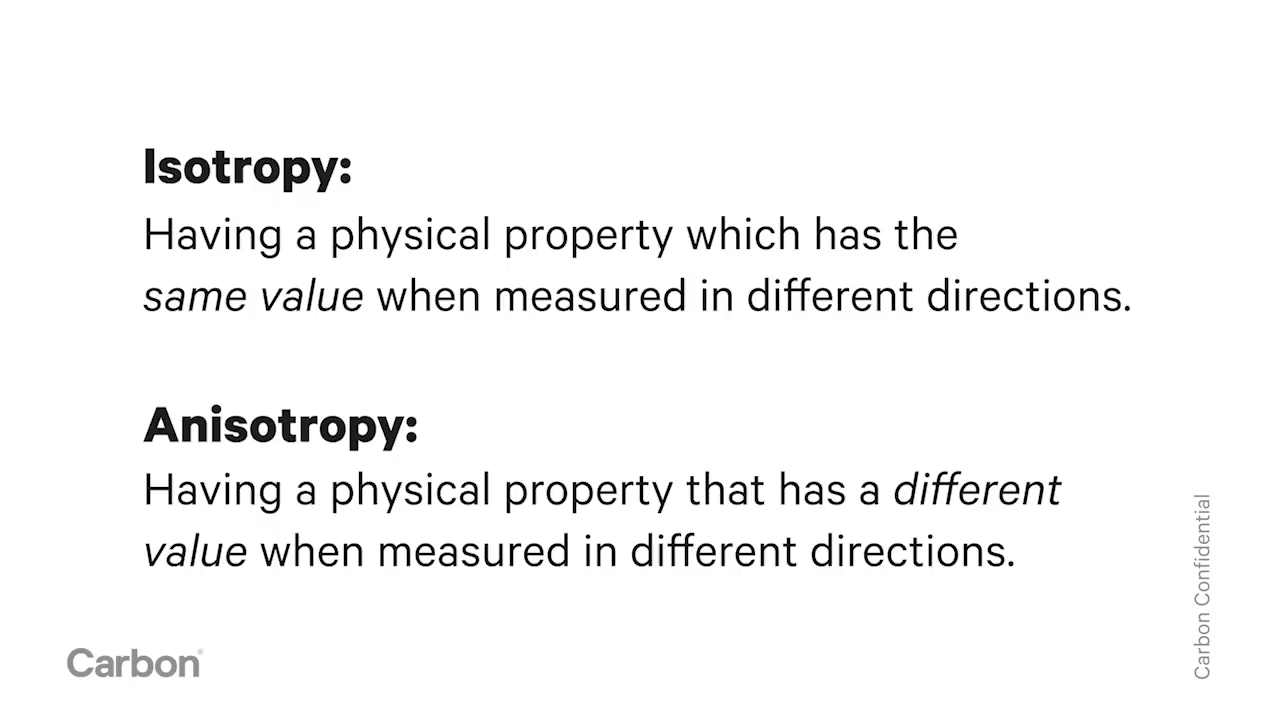 Isotropy:
Having a physical property which has the
same value when measured in different directions.
Anisotropy:
Having a physical property that has a different
value when measured in different directions.
Carbon®
Carbon Confidential